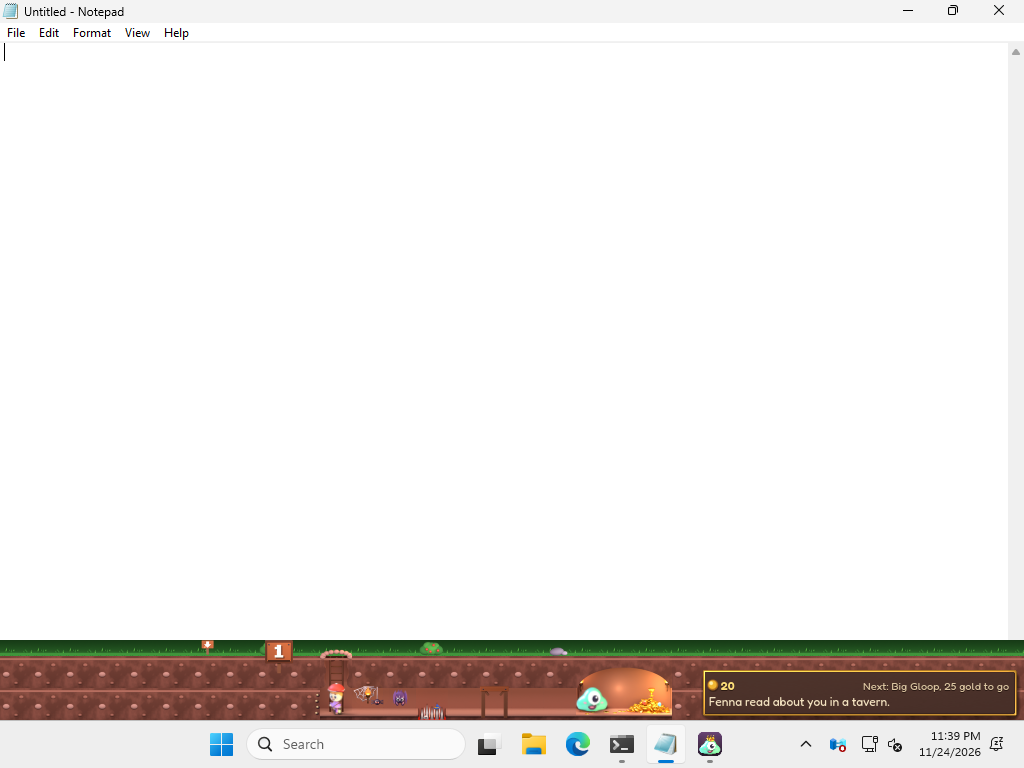 Untitled - Notepad
File Edit Format View Help
1
20
Next: Big Gloop, 25 gold to go
Fenna read about you in a tavern.
Search
11:39 PM
11/24/2026